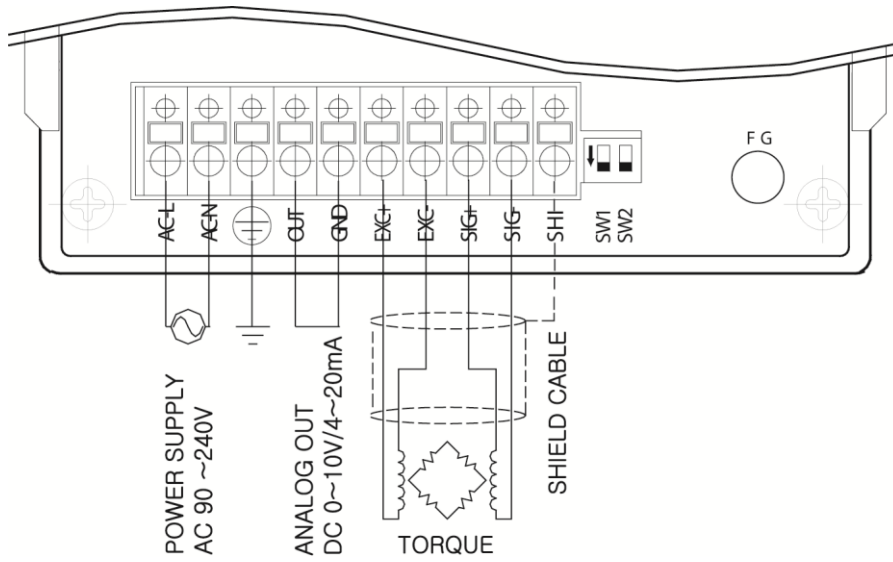 F G
AC-L
AC-N
OUT
GND
EXC+
EXC-
SIG+
SIG-
SHI
SW1
SW2
POWER SUPPLY
AC 90 ~240V
ANALOG OUT
DC 0~10V/4~20mA
SHIELD CABLE
TORQUE